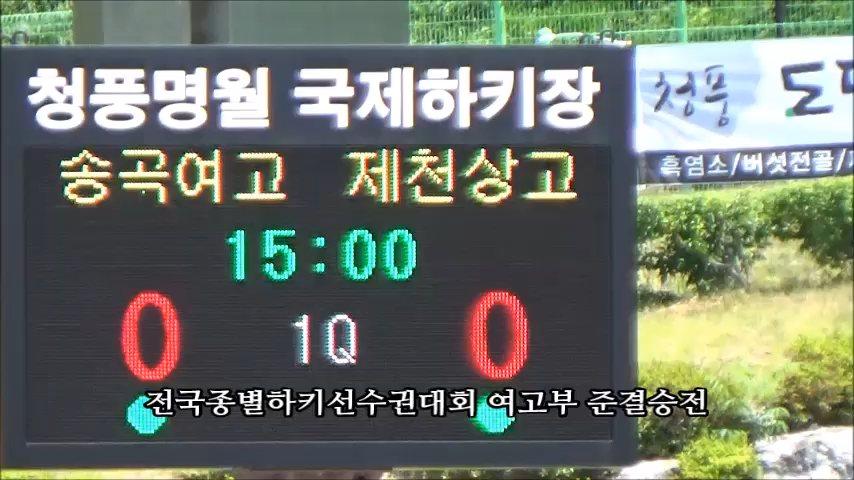 청풍명월 국제하키장
송곡여고 제천상고
15:00
0 1Q 0
전국종별하키선수권대회 여고부 준결승전
청풍
흑염소/버섯전골/